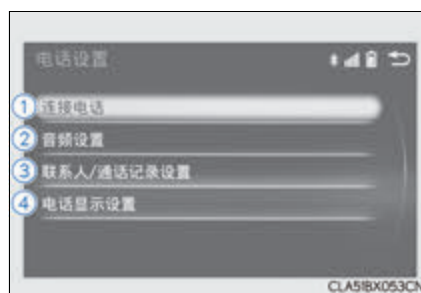 电话设置
① 连接电话
② 音频设置
③ 联系人/通话记录设置
④ 电话显示设置
CLA51BX053CN